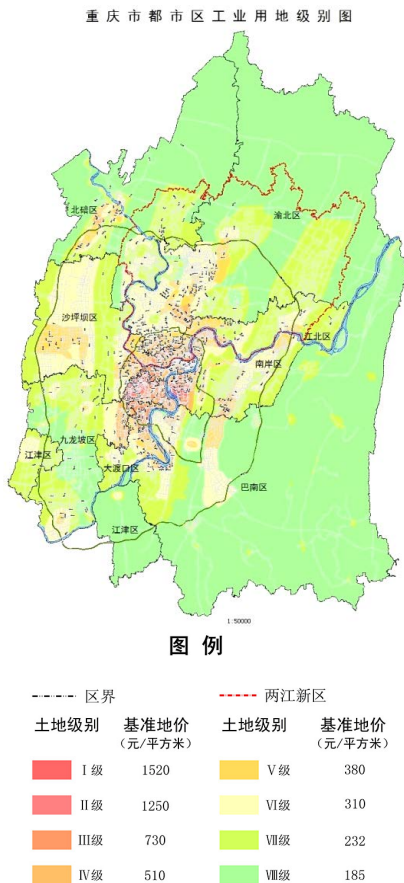 重庆市都市区工业用地级别图
北碚区
渝北区
沙坪坝区
江北区
南岸区
九龙坡区
江津区
大渡口区
巴南区
江津区
1:50000
图 例
区界
两江新区
土地级别 基准地价 土地级别 基准地价
(元/平方米) (元/平方米)
Ⅰ级 1520 Ⅴ级 380
Ⅱ级 1250 Ⅵ级 310
Ⅲ级 730 Ⅶ级 232
Ⅳ级 510 Ⅷ级 185